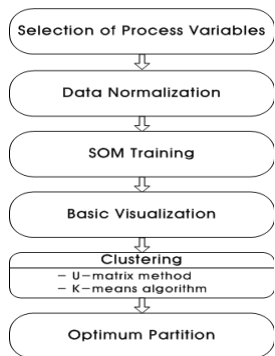 Selection of Process Variables
Data Normalization
SOM Training
Basic Visualization
Clustering
– U–matrix method
– K–means algorithm
Optimum Partition